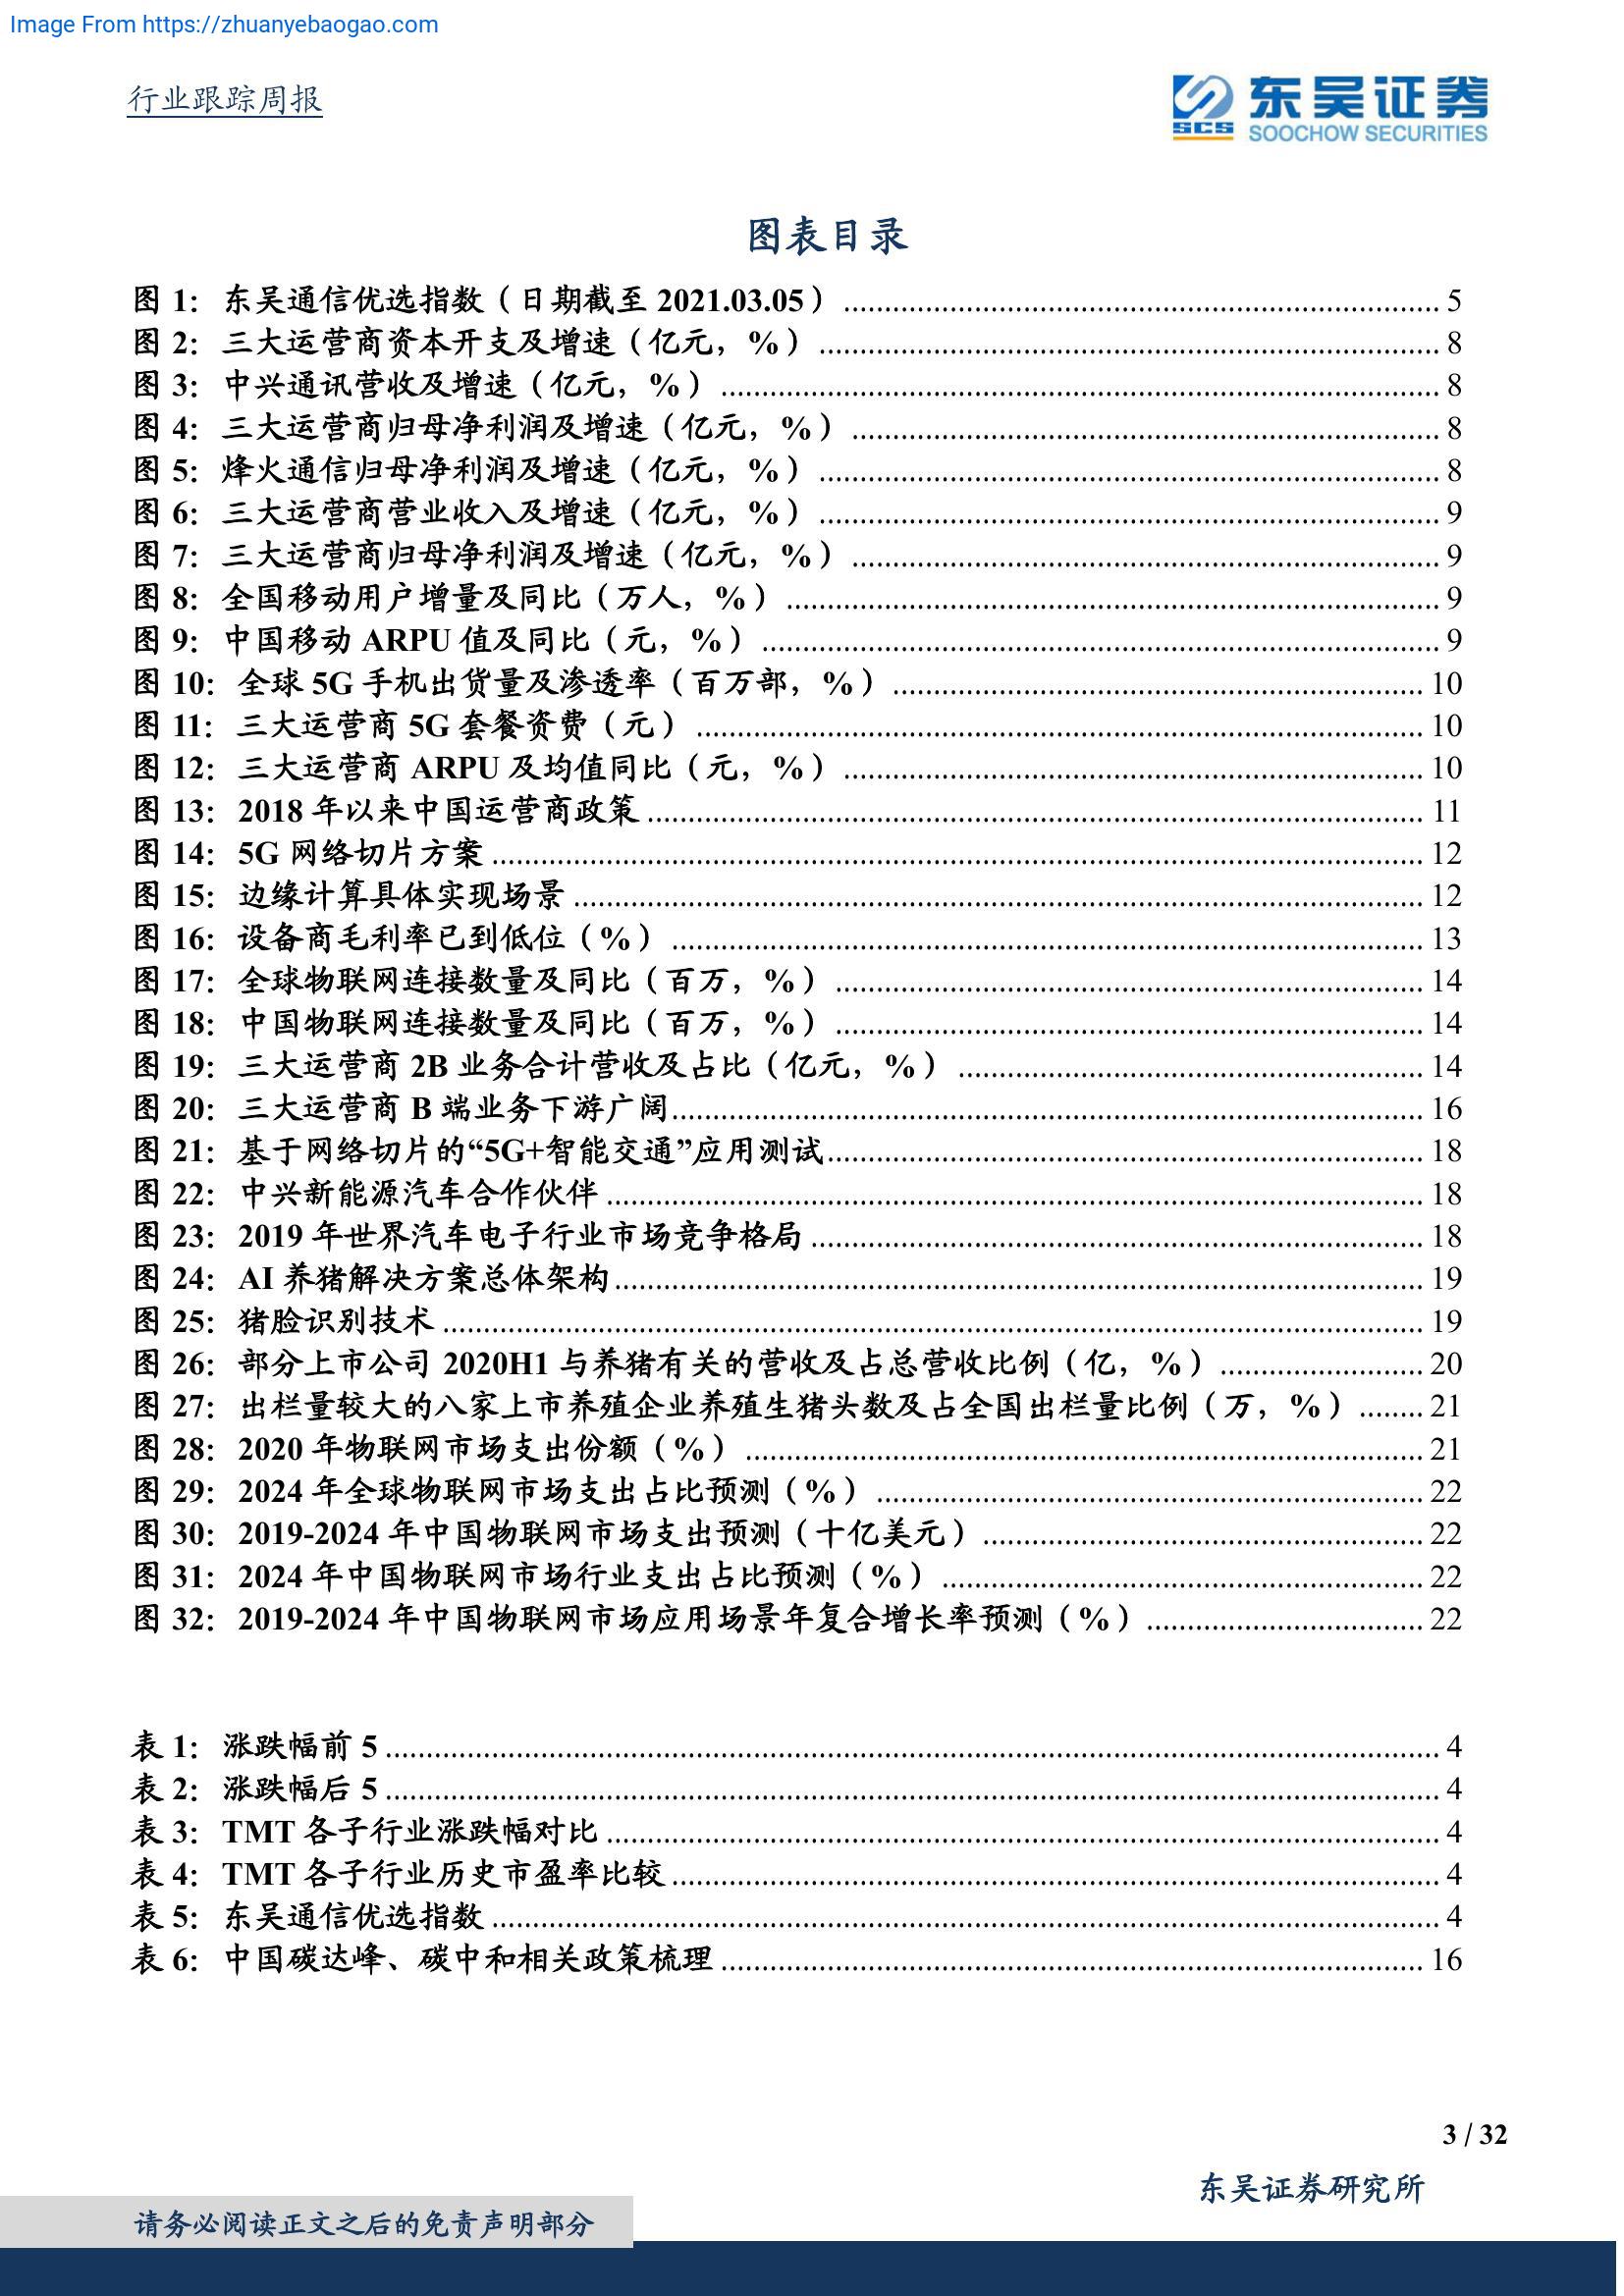 Image From https://zhuanyebaogao.com
行业跟踪周报
东吴证券
SCS
SOOCHOW SECURITIES
图表目录
图 1： 东吴通信优选指数（日期截至 2021.03.05） 5
图 2： 三大运营商资本开支及增速（亿元，%） 8
图 3： 中兴通讯营收及增速（亿元，%） 8
图 4： 三大运营商归母净利润及增速（亿元，%） 8
图 5： 烽火通信归母净利润及增速（亿元，%） 8
图 6： 三大运营商营业收入及增速（亿元，%） 9
图 7： 三大运营商归母净利润及增速（亿元，%） 9
图 8： 全国移动用户增量及同比（万人，%） 9
图 9： 中国移动 ARPU 值及同比（元，%） 9
图 10： 全球 5G 手机出货量及渗透率（百万部，%） 10
图 11： 三大运营商 5G 套餐资费（元） 10
图 12： 三大运营商 ARPU 及均值同比（元，%） 10
图 13： 2018 年以来中国运营商政策 11
图 14： 5G 网络切片方案 12
图 15： 边缘计算具体实现场景 12
图 16： 设备商毛利率已到低位（%） 13
图 17： 全球物联网连接数量及同比（百万，%） 14
图 18： 中国物联网连接数量及同比（百万，%） 14
图 19： 三大运营商 2B 业务合计营收及占比（亿元，%） 14
图 20： 三大运营商 B 端业务下游广阔 16
图 21： 基于网络切片的“5G+智能交通”应用测试 18
图 22： 中兴新能源汽车合作伙伴 18
图 23： 2019 年世界汽车电子行业市场竞争格局 18
图 24： AI 养猪解决方案总体架构 19
图 25： 猪脸识别技术 19
图 26： 部分上市公司 2020H1 与养猪有关的营收及占总营收比例（亿，%） 20
图 27： 出栏量较大的八家上市养殖企业养殖生猪头数及占全国出栏量比例（万，%） 21
图 28： 2020 年物联网市场支出份额（%） 21
图 29： 2024 年全球物联网市场支出占比预测（%） 22
图 30： 2019-2024 年中国物联网市场支出预测（十亿美元） 22
图 31： 2024 年中国物联网市场行业支出占比预测（%） 22
图 32： 2019-2024 年中国物联网市场应用场景年复合增长率预测（%） 22
表 1： 涨跌幅前 5 4
表 2： 涨跌幅后 5 4
表 3： TMT 各子行业涨跌幅对比 4
表 4： TMT 各子行业历史市盈率比较 4
表 5： 东吴通信优选指数 4
表 6： 中国碳达峰、碳中和相关政策梳理 16
3 / 32
东吴证券研究所
请务必阅读正文之后的免责声明部分